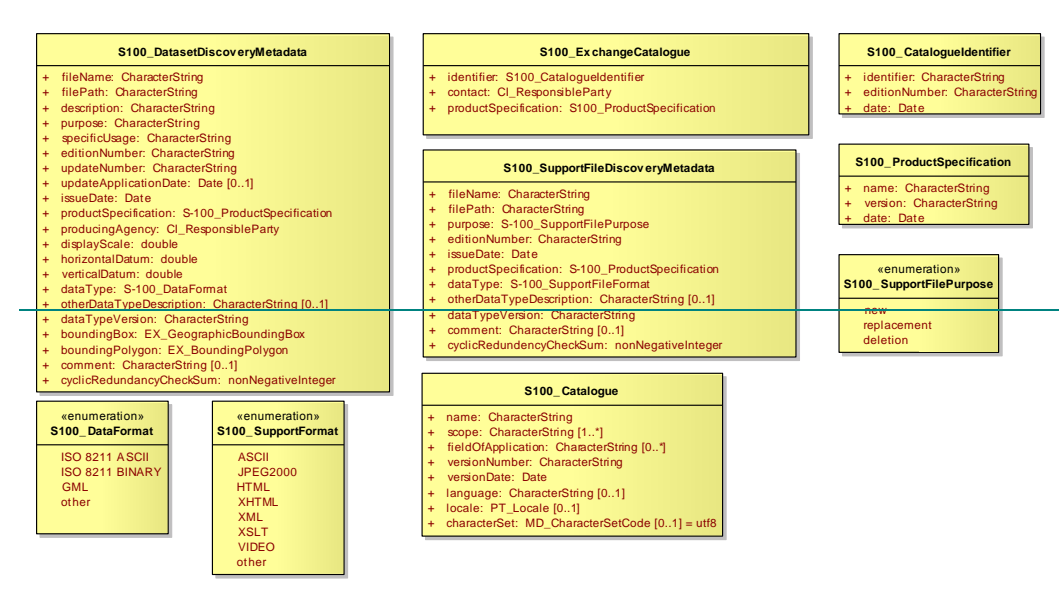 S100_DatasetDiscoveryMetadata
+ fileName: CharacterString
+ filePath: CharacterString
+ description: CharacterString
+ purpose: CharacterString
+ specificUsage: CharacterString
+ editionNumber: CharacterString
+ updateNumber: CharacterString
+ updateApplicationDate: Date [0..1]
+ issueDate: Date
+ productSpecification: S-100_ProductSpecification
+ producingAgency: CI_ResponsibleParty
+ displayScale: double
+ horizontalDatum: double
+ verticalDatum: double
+ dataType: S-100_DataFormat
+ otherDataTypeDescription: CharacterString [0..1]
+ dataTypeVersion: CharacterString
+ boundingBox: EX_GeographicBoundingBox
+ boundingPolygon: EX_BoundingPolygon
+ comment: CharacterString [0..1]
+ cyclicRedundancyCheckSum: nonNegativeInteger
S100_ExchangeCatalogue
+ identifier: S100_CatalogueIdentifier
+ contact: CI_ResponsibleParty
+ productSpecification: S100_ProductSpecification
S100_CatalogueIdentifier
+ identifier: CharacterString
+ editionNumber: CharacterString
+ date: Date
S100_SupportFileDiscoveryMetadata
+ fileName: CharacterString
+ filePath: CharacterString
+ purpose: S-100_SupportFilePurpose
+ editionNumber: CharacterString
+ issueDate: Date
+ productSpecification: S-100_ProductSpecification
+ dataType: S-100_SupportFileFormat
+ otherDataTypeDescription: CharacterString [0..1]
+ dataTypeVersion: CharacterString
+ comment: CharacterString [0..1]
+ cyclicRedundencyCheckSum: nonNegativeInteger
S100_ProductSpecification
+ name: CharacterString
+ version: CharacterString
+ date: Date
«enumeration»
S100_SupportFilePurpose
new
replacement
deletion
«enumeration»
S100_DataFormat
ISO 8211 ASCII
ISO 8211 BINARY
GML
other
«enumeration»
S100_SupportFormat
ASCII
JPEG2000
HTML
XHTML
XML
XSLT
VIDEO
other
S100_Catalogue
+ name: CharacterString
+ scope: CharacterString [1..*]
+ fieldOfApplication: CharacterString [0..*]
+ versionNumber: CharacterString
+ versionDate: Date
+ language: CharacterString [0..1]
+ locale: PT_Locale [0..1]
+ characterSet: MD_CharacterSetCode [0..1] = utf8